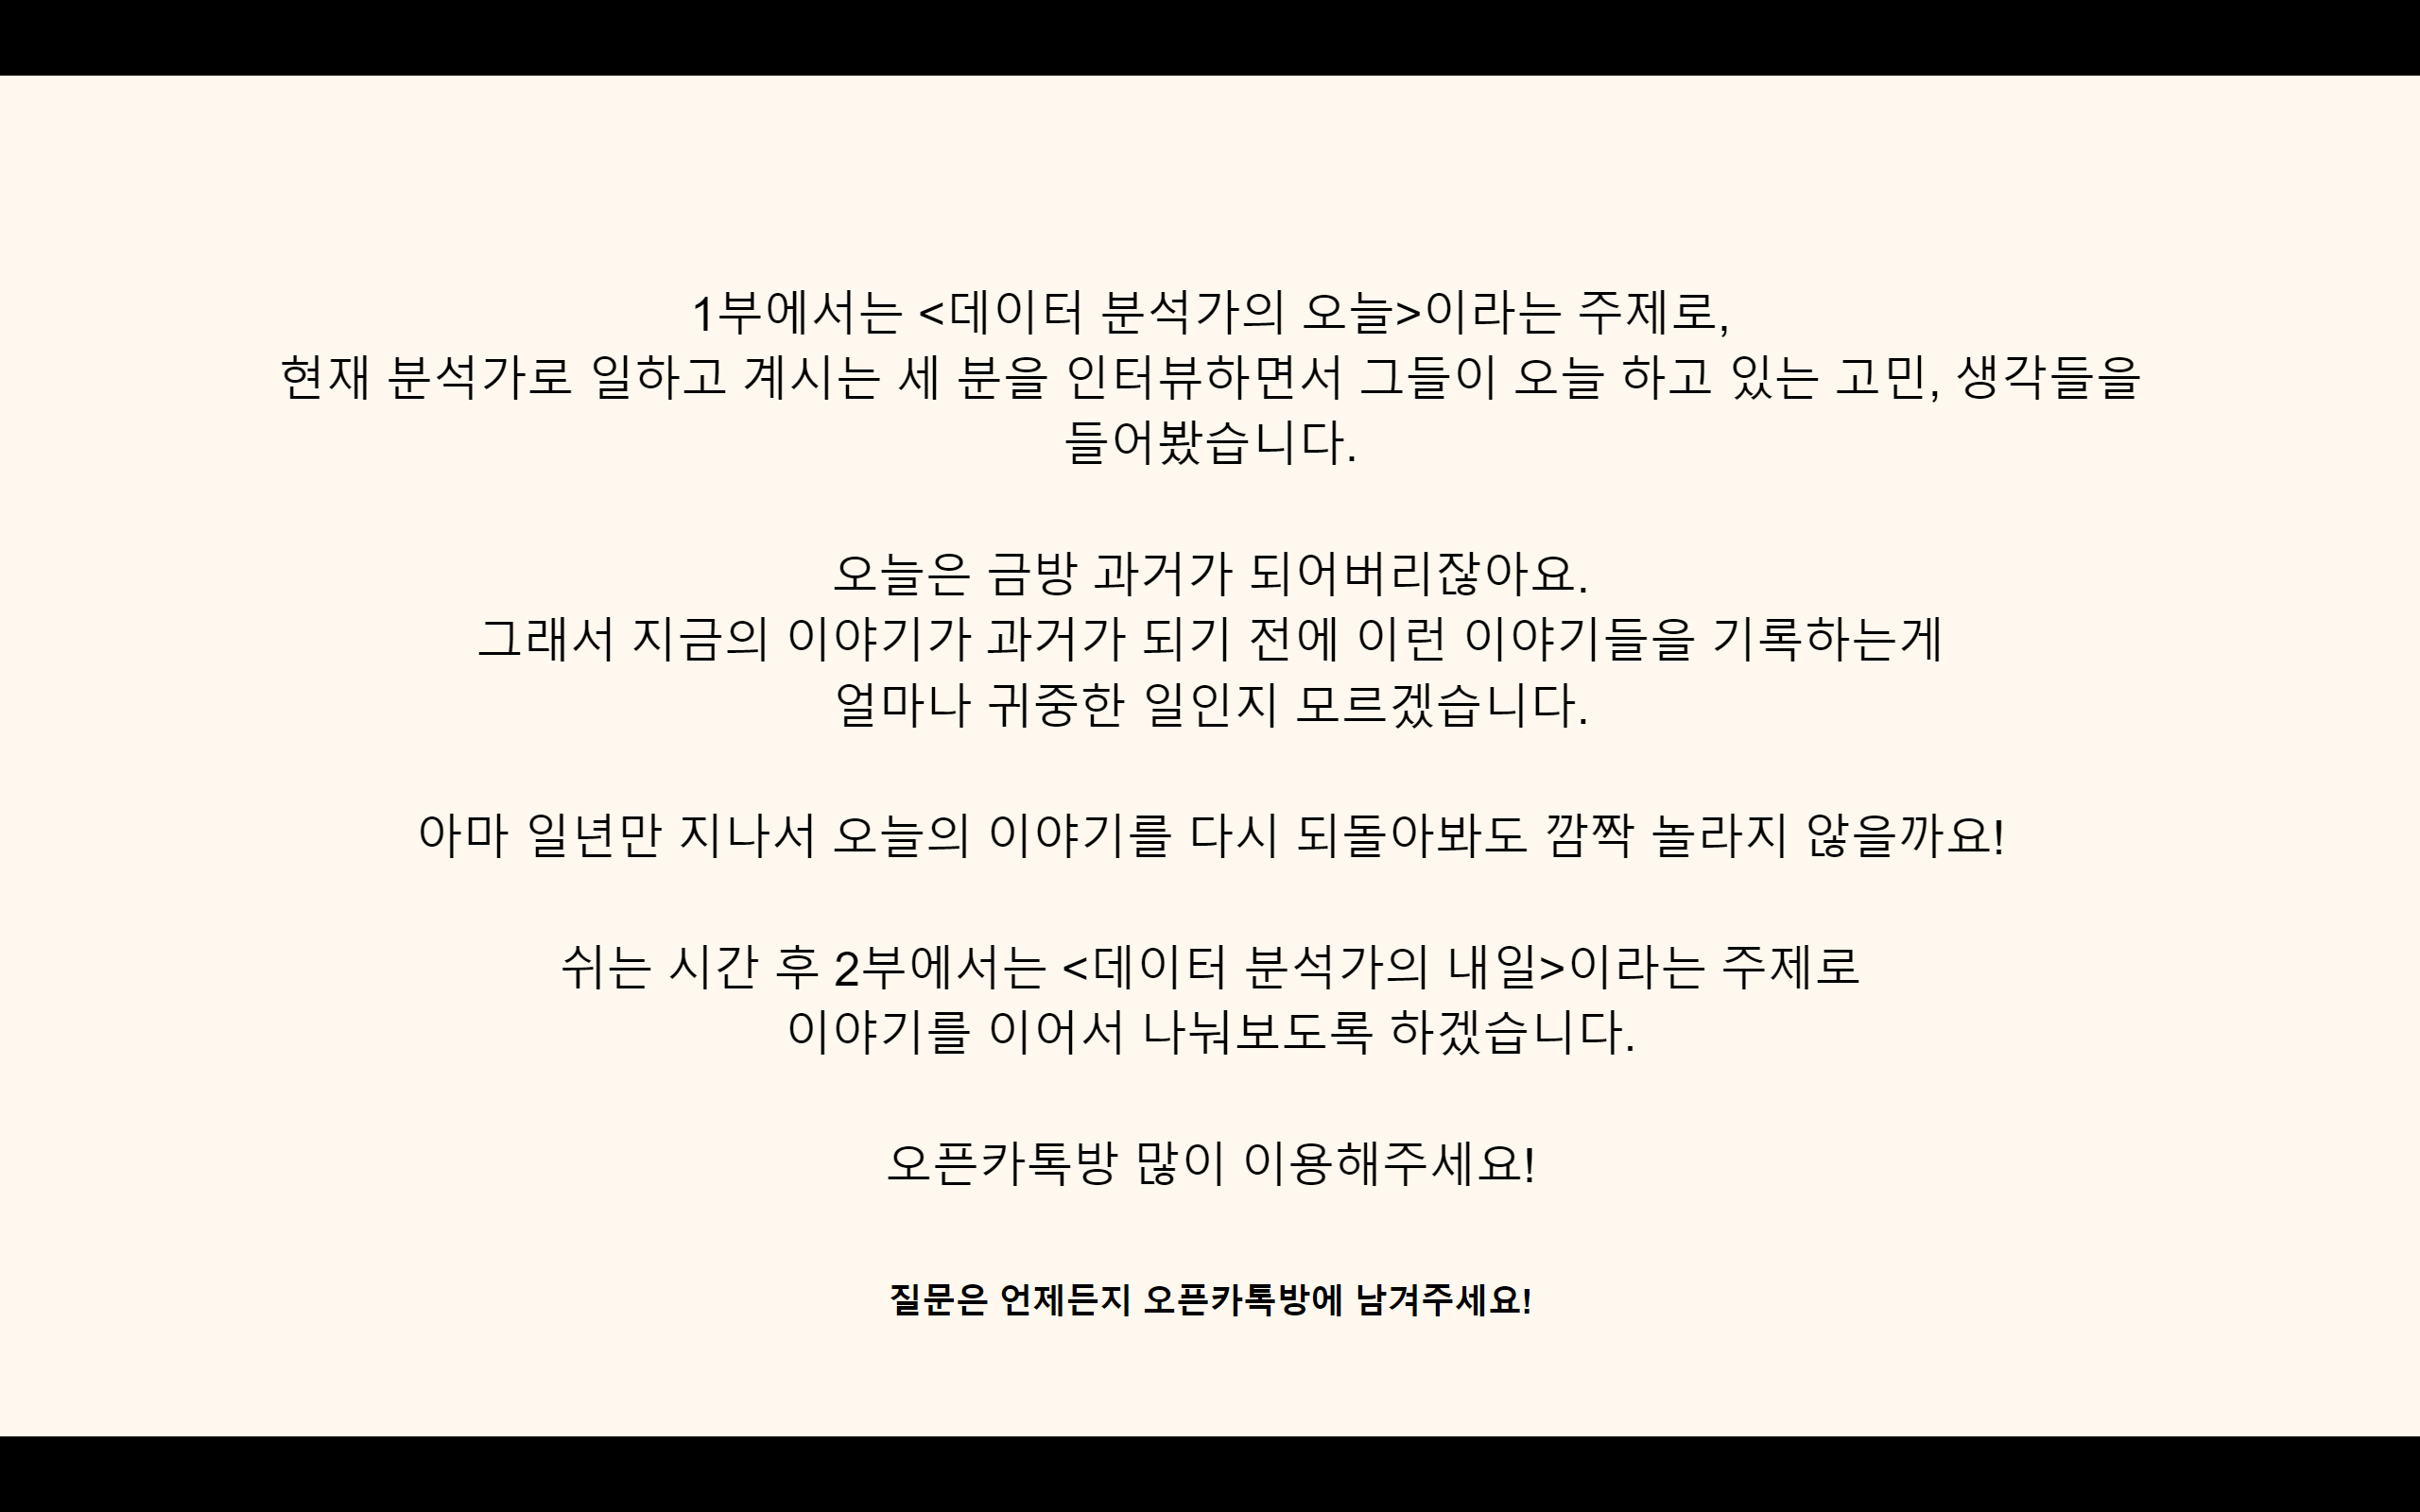 1부에서는 <데이터 분석가의 오늘>이라는 주제로,
현재 분석가로 일하고 계시는 세 분을 인터뷰하면서 그들이 오늘 하고 있는 고민, 생각들을
들어봤습니다.
오늘은 금방 과거가 되어버리잖아요.
그래서 지금의 이야기가 과거가 되기 전에 이런 이야기들을 기록하는게
얼마나 귀중한 일인지 모르겠습니다.
아마 일년만 지나서 오늘의 이야기를 다시 되돌아봐도 깜짝 놀라지 않을까요!
쉬는 시간 후 2부에서는 <데이터 분석가의 내일>이라는 주제로
이야기를 이어서 나눠보도록 하겠습니다.
오픈카톡방 많이 이용해주세요!
질문은 언제든지 오픈카톡방에 남겨주세요!